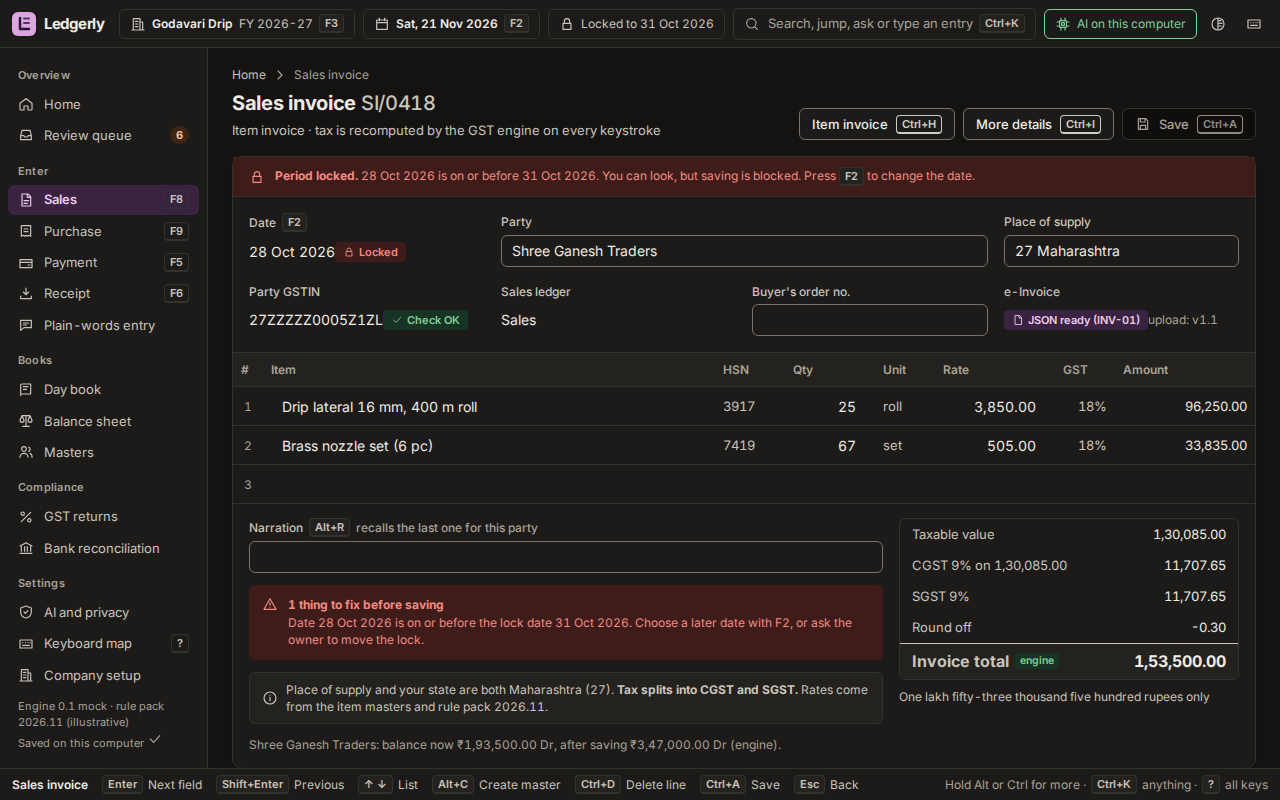 Ledgerly
Godavari Drip FY 2026-27 F3
Sat, 21 Nov 2026 F2
Locked to 31 Oct 2026
Search, jump, ask or type an entry Ctrl+K
AI on this computer
Overview
Home
Review queue 6
Enter
Sales F8
Purchase F9
Payment F5
Receipt F6
Plain-words entry
Books
Day book
Balance sheet
Masters
Compliance
GST returns
Bank reconciliation
Settings
AI and privacy
Keyboard map ?
Company setup
Engine 0.1 mock · rule pack
2026.11 (illustrative)
Saved on this computer
Home Sales invoice
Sales invoice SI/0418
Item invoice · tax is recomputed by the GST engine on every keystroke
Item invoice Ctrl+H
More details Ctrl+I
Save Ctrl+A
Period locked. 28 Oct 2026 is on or before 31 Oct 2026. You can look, but saving is blocked. Press F2 to change the date.
Date F2 Party Place of supply
28 Oct 2026 Locked Shree Ganesh Traders 27 Maharashtra
Party GSTIN Sales ledger Buyer's order no. e-Invoice
27ZZZZZ0005Z1ZL Check OK Sales JSON ready (INV-01) upload: v1.1
# Item HSN Qty Unit Rate GST Amount
1 Drip lateral 16 mm, 400 m roll 3917 25 roll 3,850.00 18% 96,250.00
2 Brass nozzle set (6 pc) 7419 67 set 505.00 18% 33,835.00
3
Narration Alt+R recalls the last one for this party
1 thing to fix before saving
Date 28 Oct 2026 is on or before the lock date 31 Oct 2026. Choose a later date with F2, or ask the
owner to move the lock.
Place of supply and your state are both Maharashtra (27). Tax splits into CGST and SGST. Rates come
from the item masters and rule pack 2026.11.
Shree Ganesh Traders: balance now ₹1,93,500.00 Dr, after saving ₹3,47,000.00 Dr (engine).
Taxable value 1,30,085.00
CGST 9% on 1,30,085.00 11,707.65
SGST 9% 11,707.65
Round off -0.30
Invoice total engine 1,53,500.00
One lakh fifty-three thousand five hundred rupees only
Sales invoice Enter Next field Shift+Enter Previous ↑ ↓ List Alt+C Create master Ctrl+D Delete line Ctrl+A Save Esc Back Hold Alt or Ctrl for more · Ctrl+K anything · ? all keys